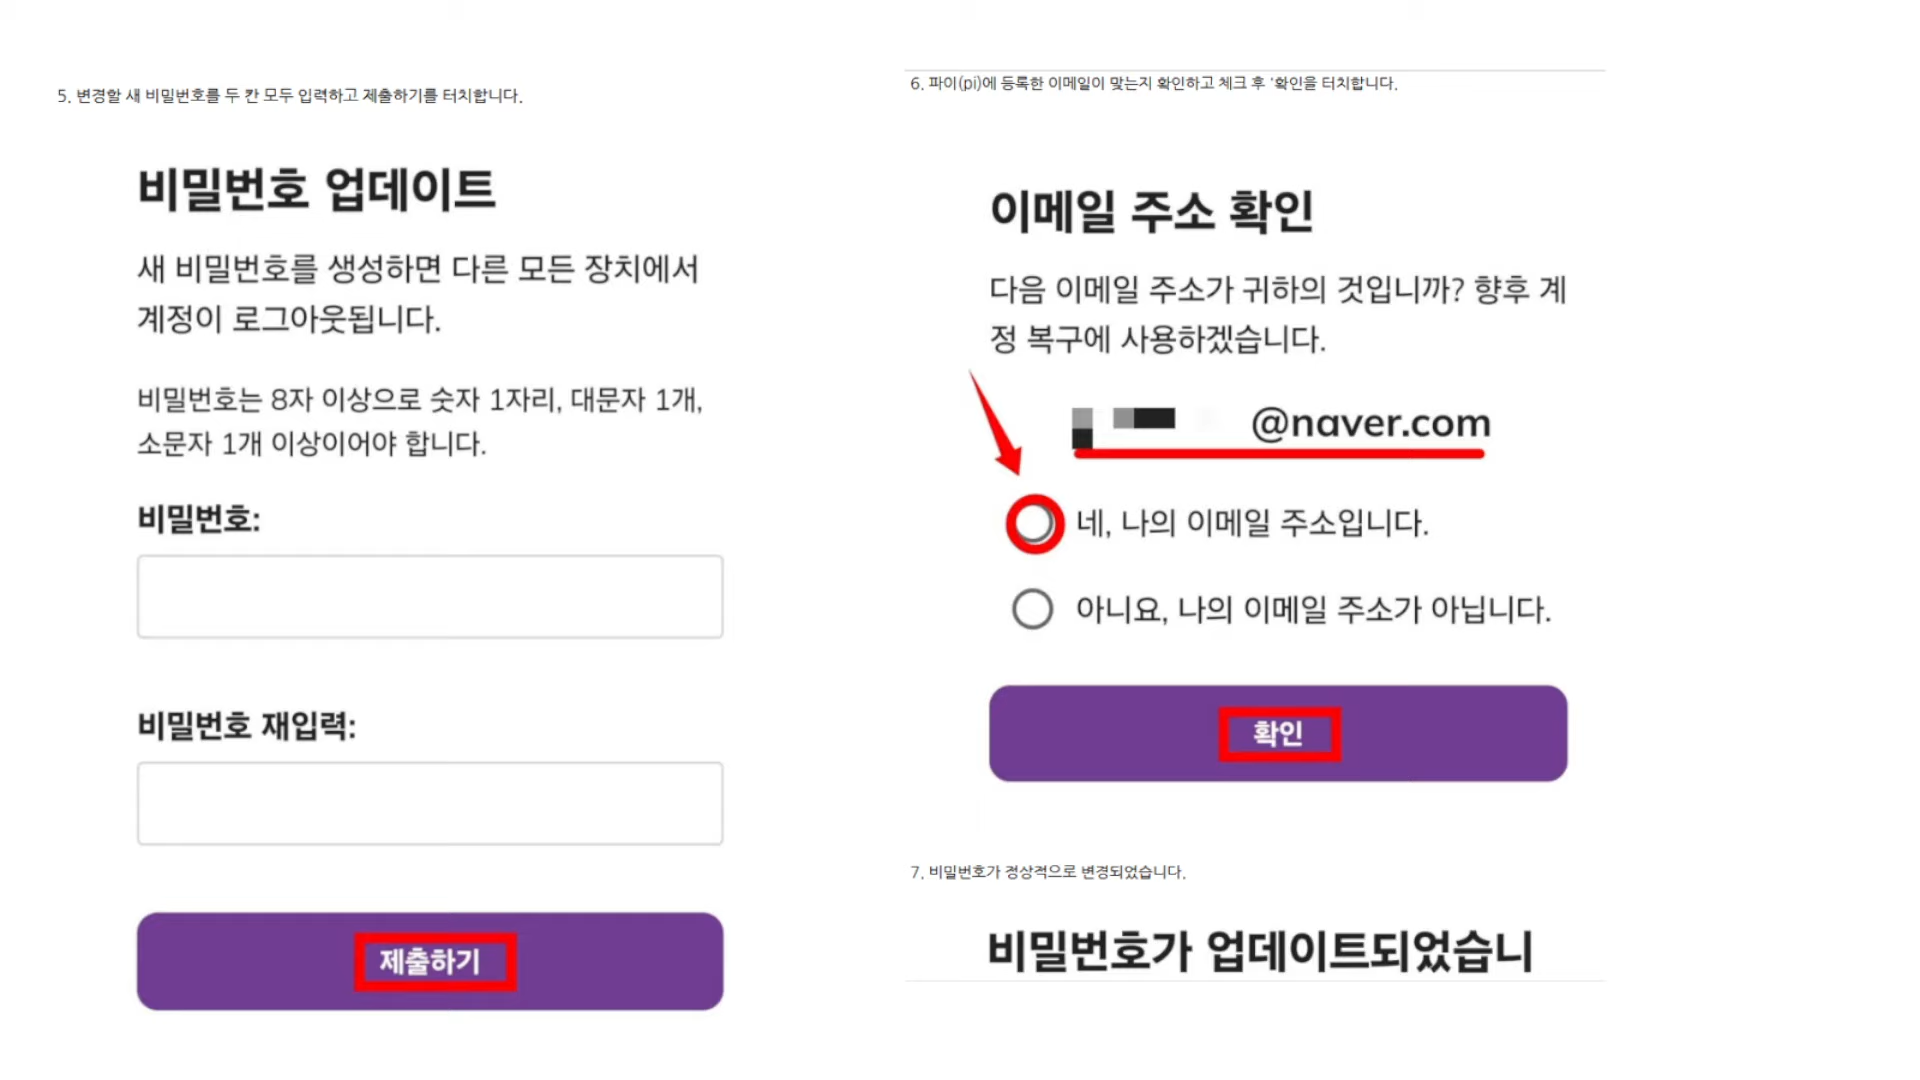 5. 변경할 새 비밀번호를 두 칸 모두 입력하고 제출하기를 터치합니다.
비밀번호 업데이트
새 비밀번호를 생성하면 다른 모든 장치에서
계정이 로그아웃됩니다.
비밀번호는 8자 이상으로 숫자 1자리, 대문자 1개,
소문자 1개 이상이어야 합니다.
비밀번호:
비밀번호 재입력:
제출하기
6. 파이(pi)에 등록한 이메일이 맞는지 확인하고 체크 후 '확인을 터치합니다.
이메일 주소 확인
다음 이메일 주소가 귀하의 것입니까? 향후 계
정 복구에 사용하겠습니다.
@naver.com
네, 나의 이메일 주소입니다.
아니요, 나의 이메일 주소가 아닙니다.
확인
7. 비밀번호가 정상적으로 변경되었습니다.
비밀번호가 업데이트되었습니